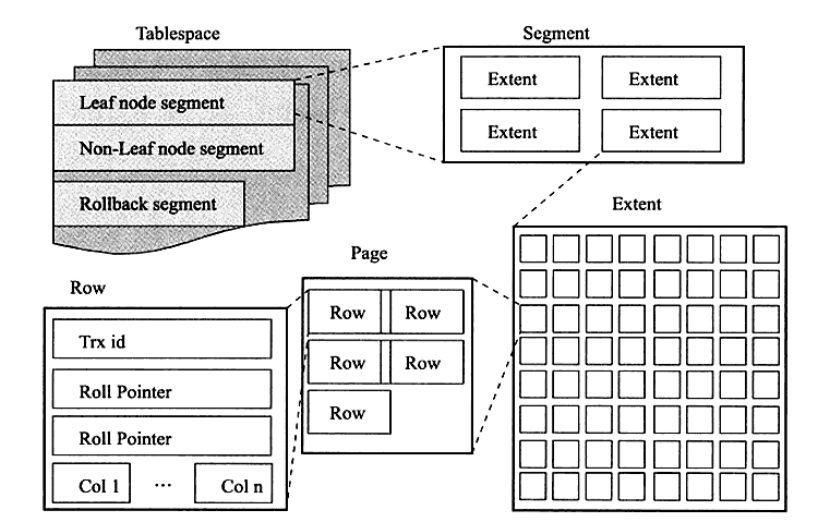 Tablespace
Leaf node segment
Non-Leaf node segment
Rollback segment
Segment
Extent Extent
Extent Extent
Extent
Page
Row Row
Row Row
Row
Row
Trx id
Roll Pointer
Roll Pointer
Col 1 ... Col n